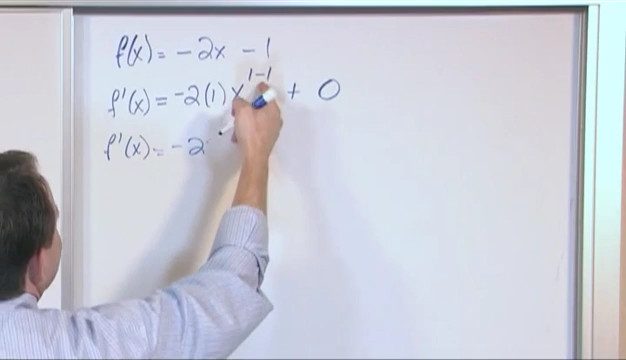 f(x) = -2x - 1
f'(x) = -2(1)x^{1-1} + 0
f'(x) = -2